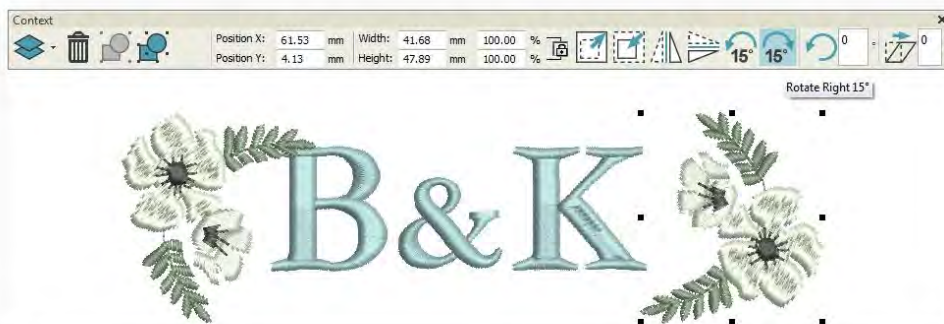 Context
Position X: 61.53 mm Width: 41.68 mm 100.00 % 15° 15° 0 ° 0
Position Y: 4.13 mm Height: 47.89 mm 100.00 %
Rotate Right 15°
B&K